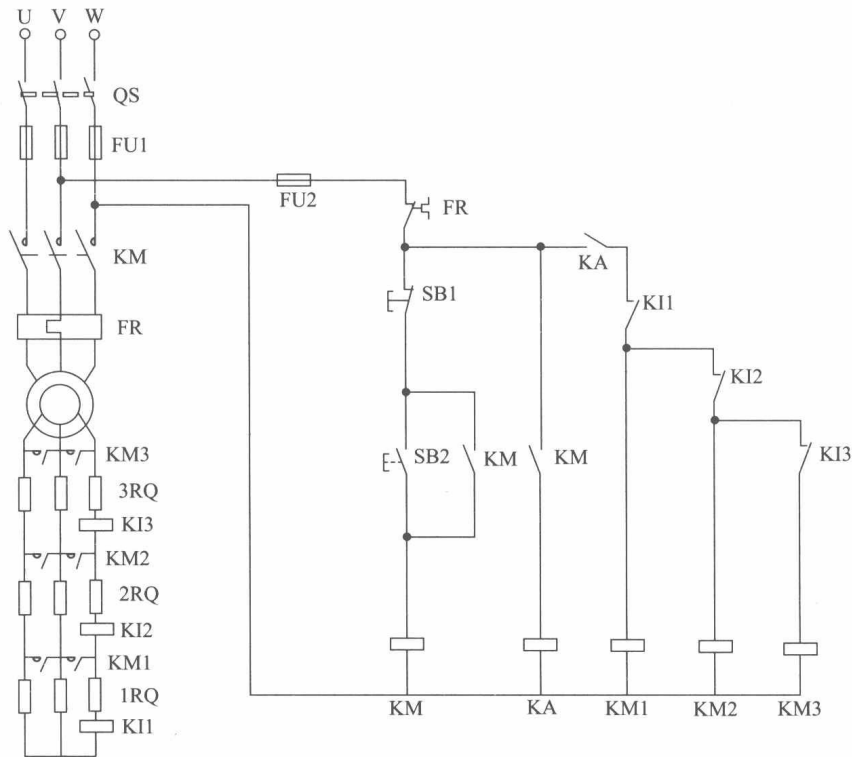 U V W
QS
FU1
FU2
FR
KM
KA
SB1
KI1
FR
KI2
KM3
SB2
KM
KM
KI3
3RQ
KI3
KM2
2RQ
KI2
KM1
1RQ
KM
KA
KM1
KM2
KM3
KI1